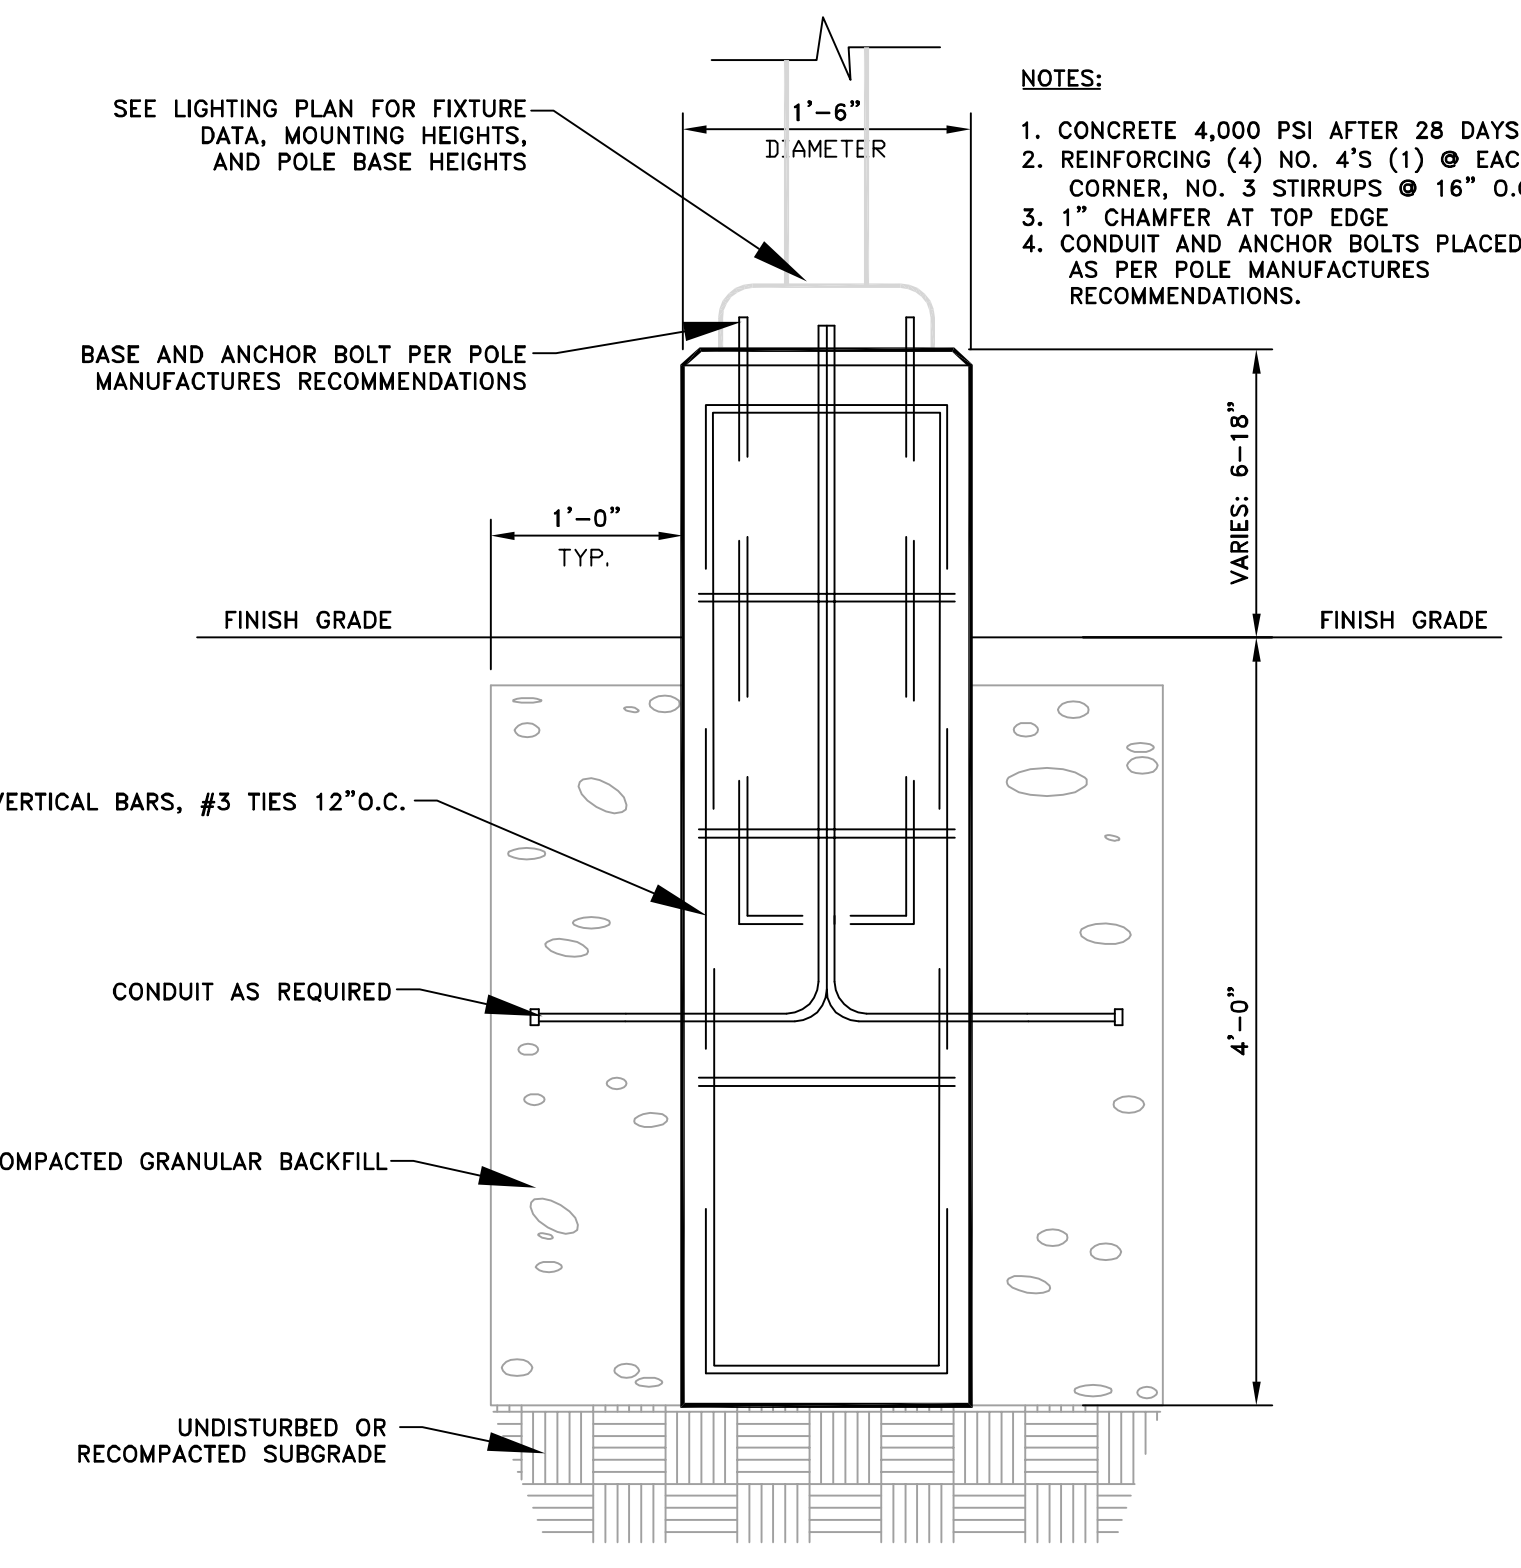 1'-6"
DIAMETER
SEE LIGHTING PLAN FOR FIXTURE
DATA, MOUNTING HEIGHTS,
AND POLE BASE HEIGHTS
NOTES:
1. CONCRETE 4,000 PSI AFTER 28 DAYS
2. REINFORCING (4) NO. 4'S (1) @ EAC
CORNER, NO. 3 STIRRUPS @ 16" O.
3. 1" CHAMFER AT TOP EDGE
4. CONDUIT AND ANCHOR BOLTS PLACED
AS PER POLE MANUFACTURES
RECOMMENDATIONS.
BASE AND ANCHOR BOLT PER POLE
MANUFACTURES RECOMMENDATIONS
VARIES: 6-18"
1'-0"
TYP.
FINISH GRADE
FINISH GRADE
VERTICAL BARS, #3 TIES 12"O.C.
CONDUIT AS REQUIRED
4'-0"
OMPACTED GRANULAR BACKFILL
UNDISTURBED OR
RECOMPACTED SUBGRADE